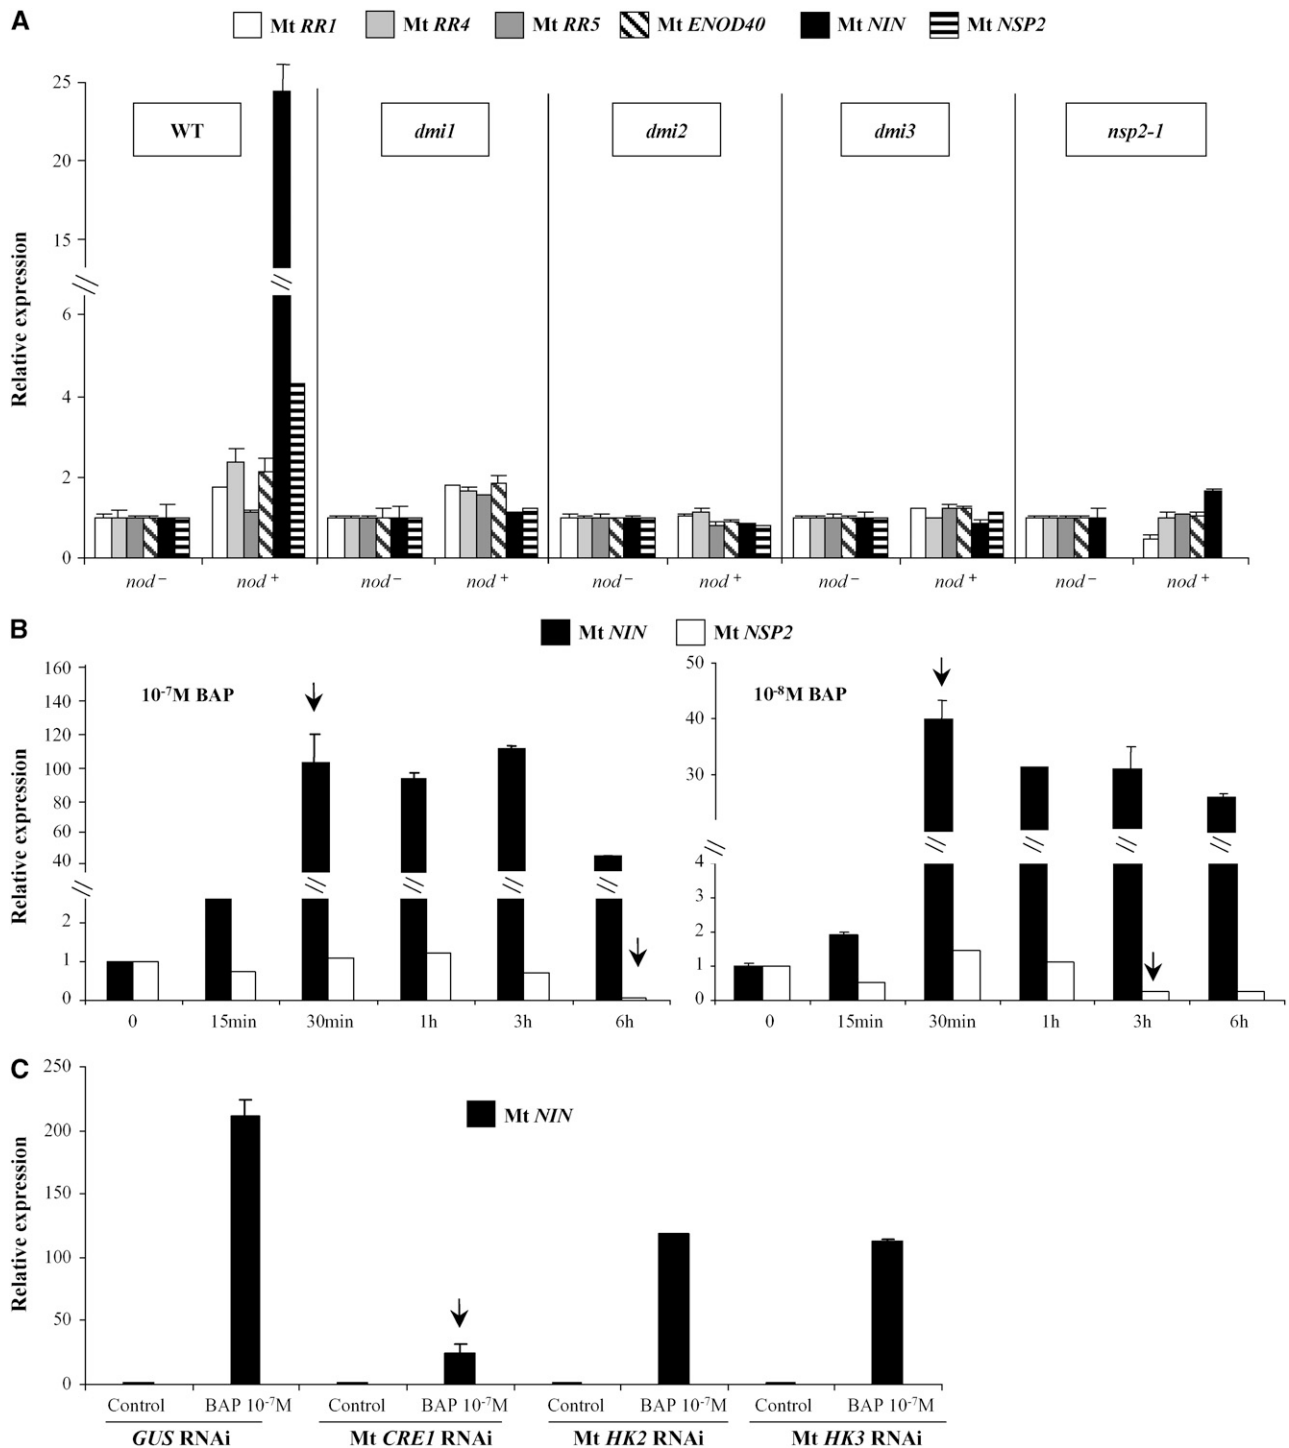 A
Mt RR1 Mt RR4 Mt RR5 Mt ENOD40 Mt NIN Mt NSP2
Relative expression
25
20
15
6
4
2
0
WT dmi1 dmi2 dmi3 nsp2-1
nod⁻ nod⁺ nod⁻ nod⁺ nod⁻ nod⁺ nod⁻ nod⁺ nod⁻ nod⁺
B
Mt NIN Mt NSP2
Relative expression
160
140
120
100
80
60
40
2
1
0
10⁻⁷M BAP
0 15min 30min 1h 3h 6h
50
40
30
4
3
2
1
0
10⁻⁸M BAP
0 15min 30min 1h 3h 6h
C
Relative expression
250
200
150
100
50
0
Mt NIN
Control BAP 10⁻⁷M Control BAP 10⁻⁷M Control BAP 10⁻⁷M Control BAP 10⁻⁷M
GUS RNAi Mt CRE1 RNAi Mt HK2 RNAi Mt HK3 RNAi